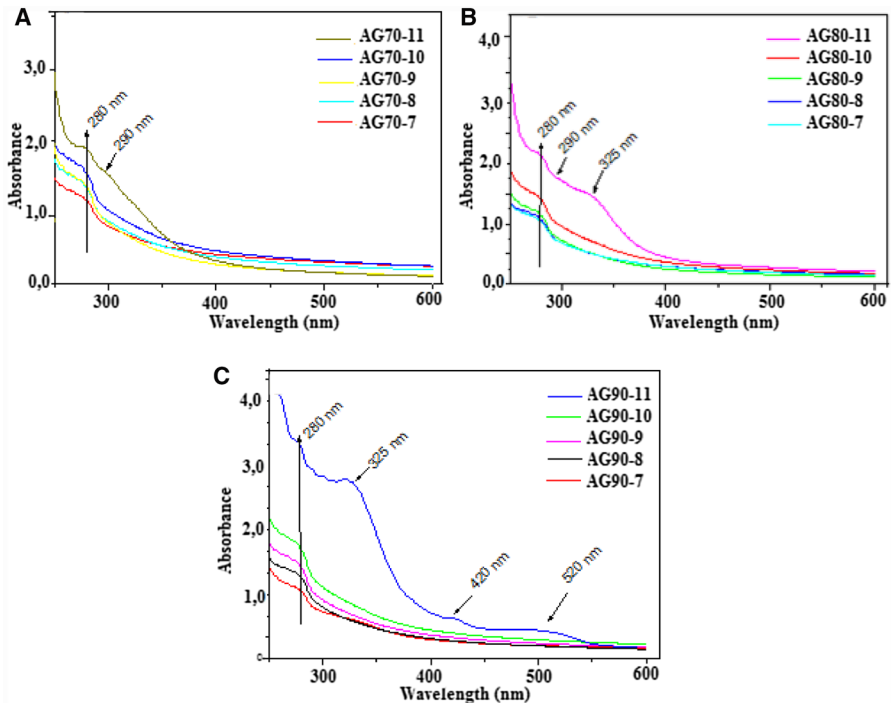 A
AG70-11
AG70-10
AG70-9
AG70-8
AG70-7
3,0
2,0
1,0
0,0
280 nm
290 nm
Absorbance
300
400
500
600
Wavelength (nm)
B
AG80-11
AG80-10
AG80-9
AG80-8
AG80-7
4,0
3,0
2,0
1,0
0,0
280 nm
290 nm
325 nm
Absorbance
300
400
500
600
Wavelength (nm)
C
AG90-11
AG90-10
AG90-9
AG90-8
AG90-7
4,0
3,0
2,0
1,0
0
280 nm
325 nm
420 nm
520 nm
Absorbance
300
400
500
600
Wavelength (nm)